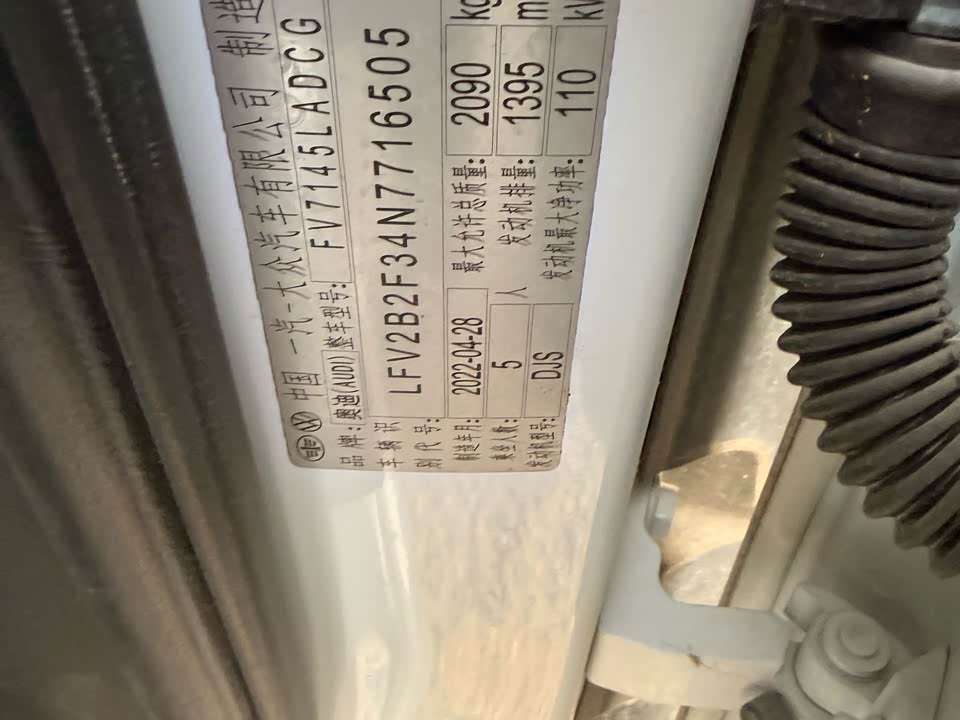 中国 一汽-大众汽车有限公司 制造
品牌: 奥迪(AUDI) 整车型号: FV7145LADCG
车辆识别代号: LFV2B2F34N7716505
制造年月: 2022-04-28 最大允许总质量: 2090 kg
乘坐人数: 5 人 发动机排量: 1395 m
发动机型号: DJS 发动机最大净功率: 110 kW